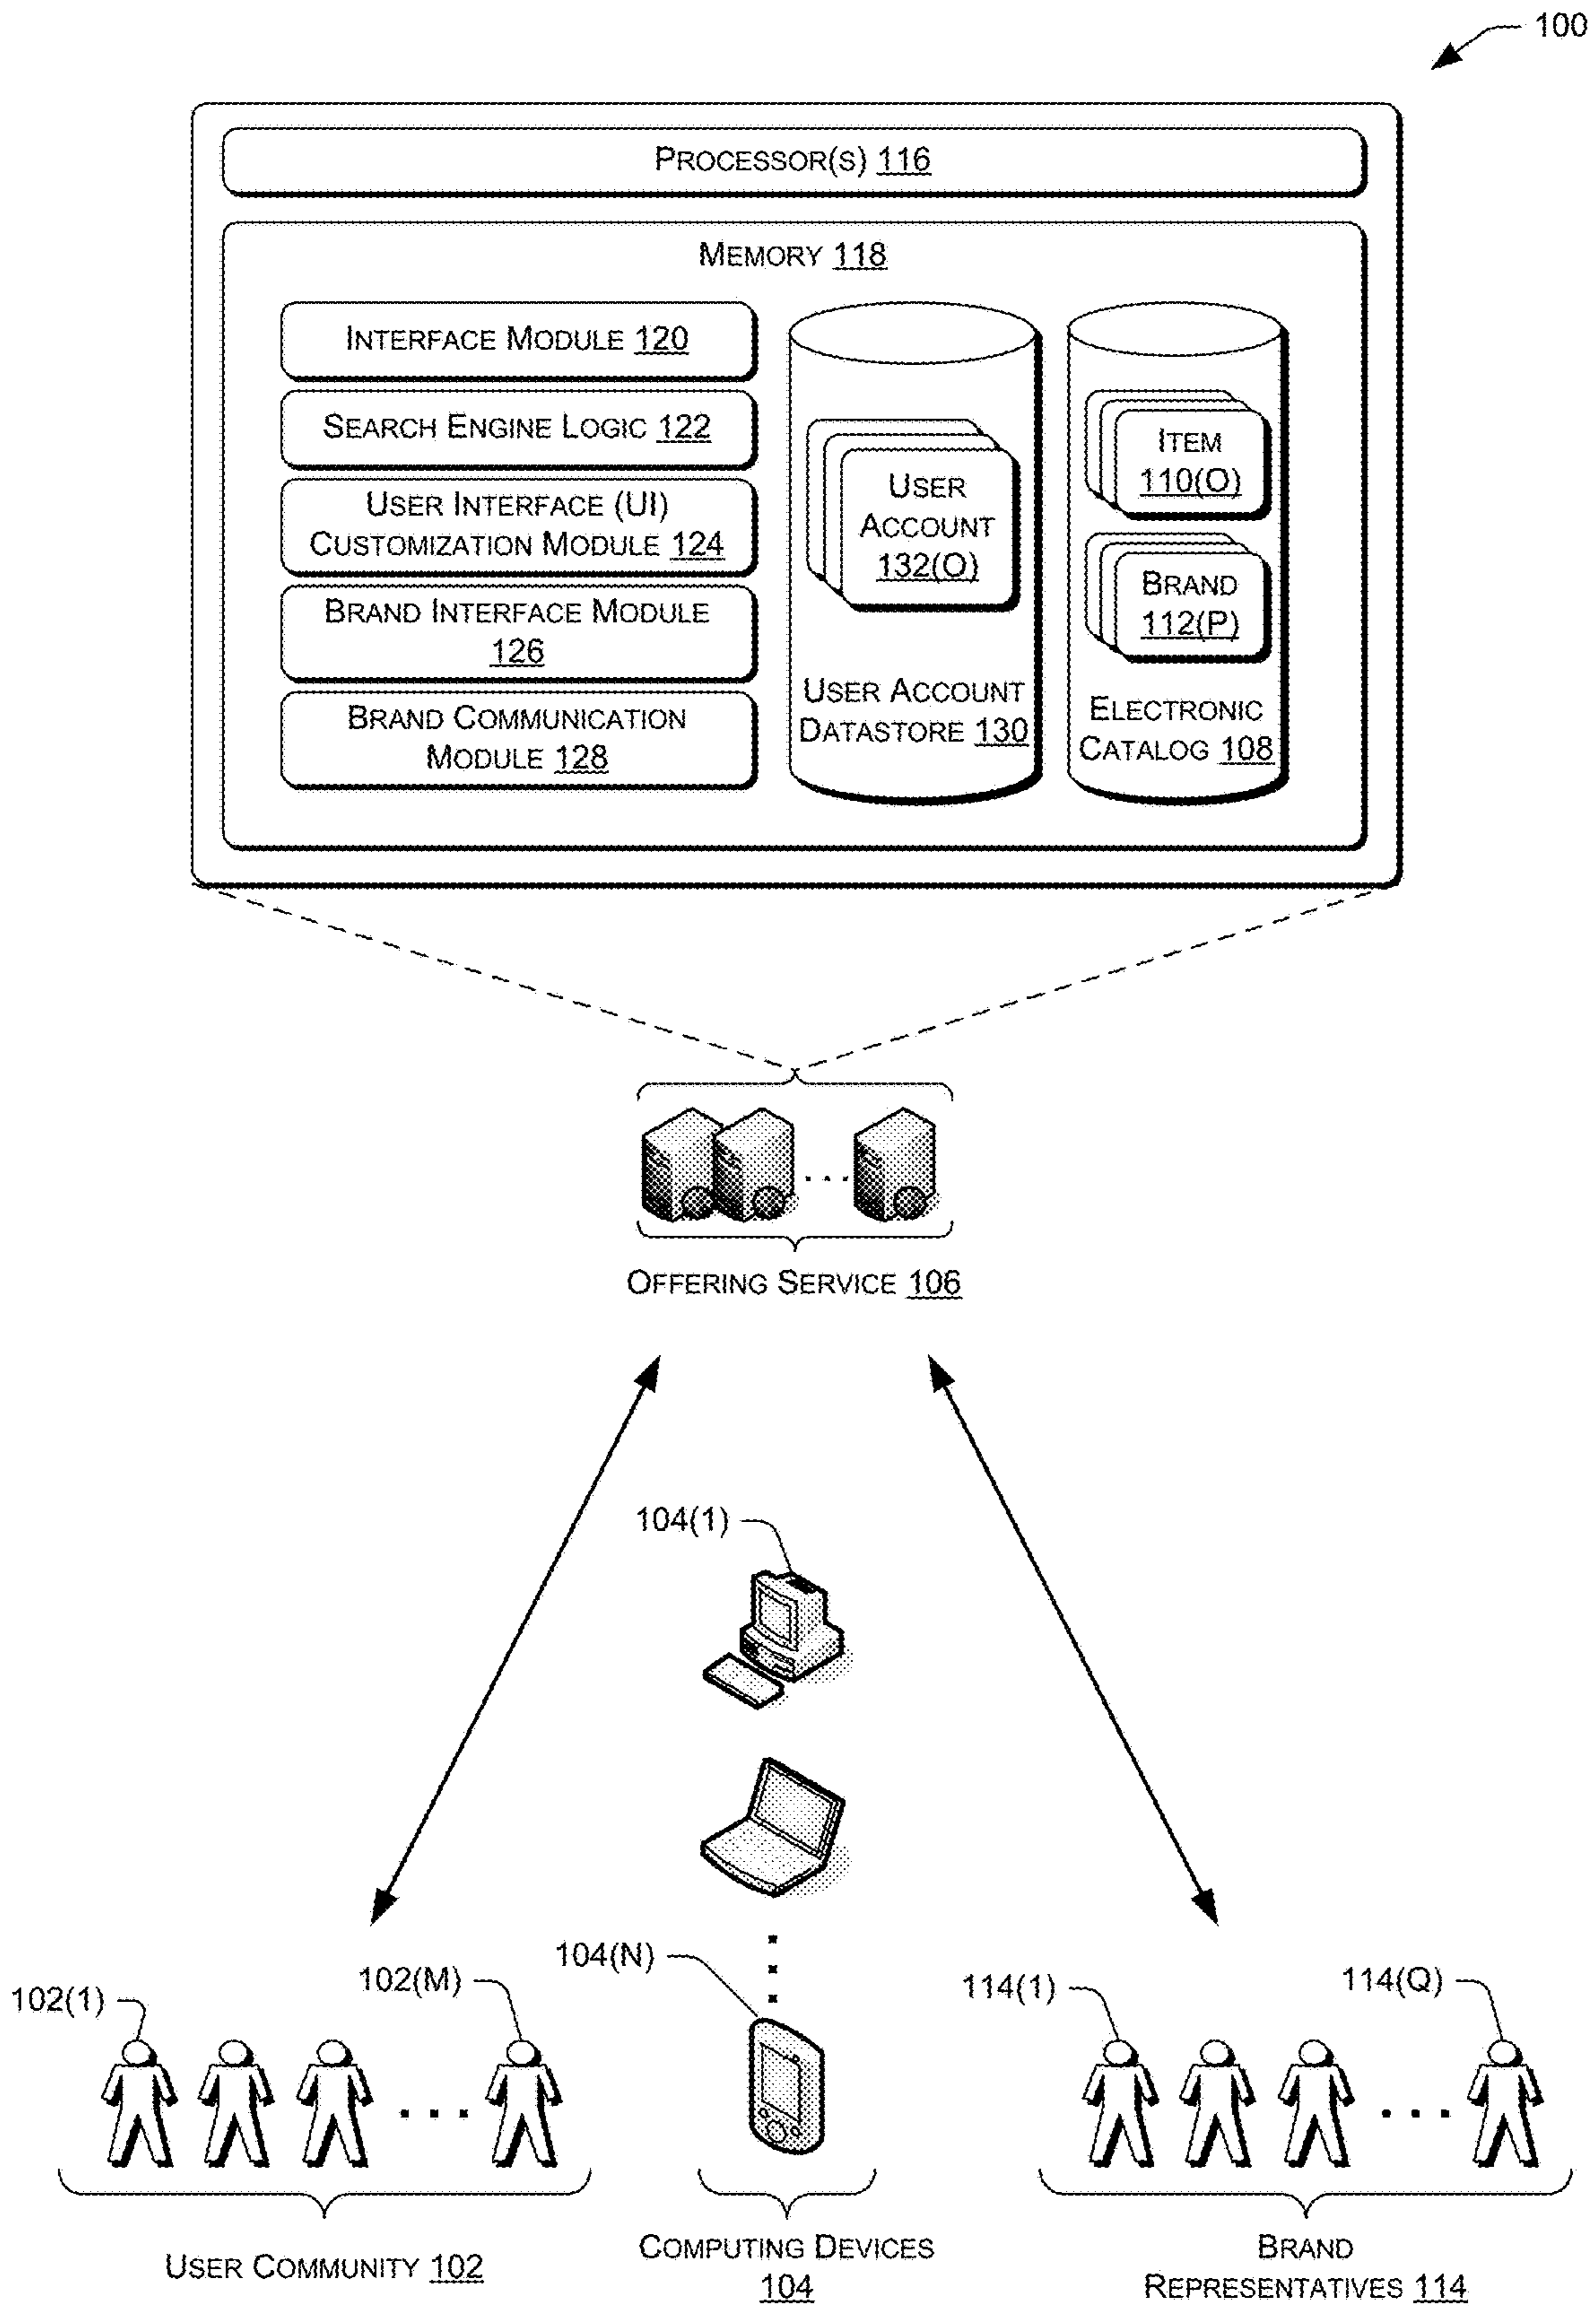 100
PROCESSOR(S) 116
MEMORY 118
INTERFACE MODULE 120
SEARCH ENGINE LOGIC 122
USER INTERFACE (UI)
CUSTOMIZATION MODULE 124
BRAND INTERFACE MODULE
126
BRAND COMMUNICATION
MODULE 128
USER
ACCOUNT
132(O)
USER ACCOUNT
DATASTORE 130
ITEM
110(O)
BRAND
112(P)
ELECTRONIC
CATALOG 108
OFFERING SERVICE 106
104(1)
104(N)
102(1)
102(M)
114(1)
114(Q)
USER COMMUNITY 102
COMPUTING DEVICES
104
BRAND
REPRESENTATIVES 114